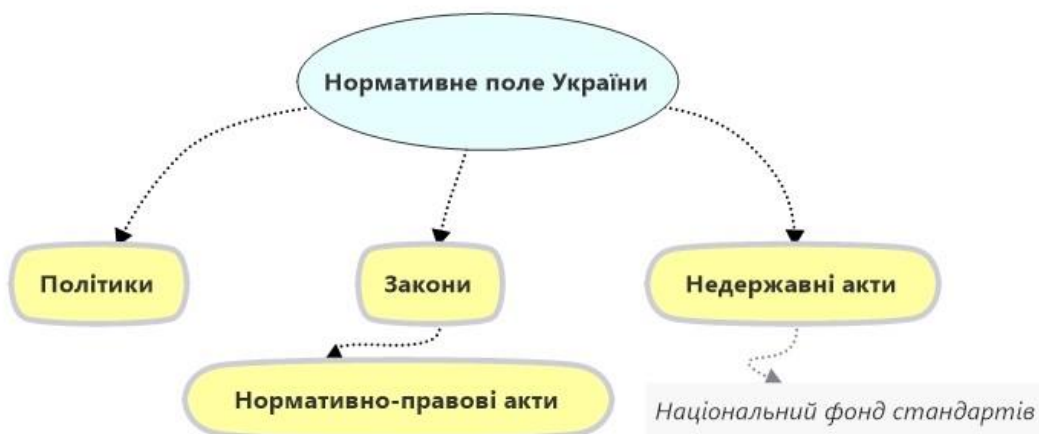 Нормативне поле України
Політики
Закони
Недержавні акти
Нормативно-правові акти
Національний фонд стандартів